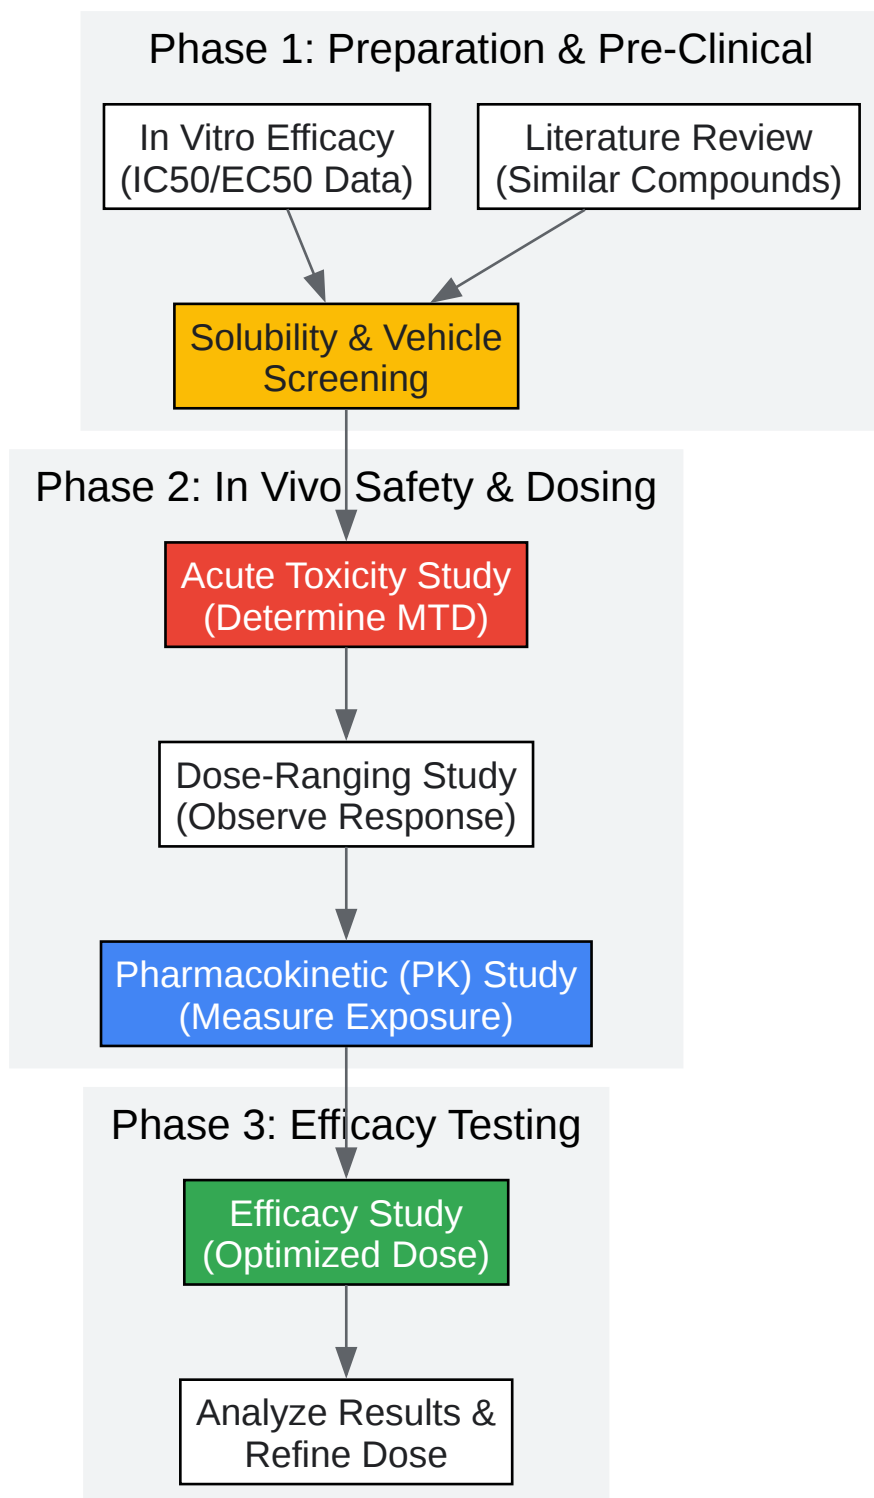 Phase 1: Preparation & Pre-Clinical
In Vitro Efficacy
(IC50/EC50 Data)
Literature Review
(Similar Compounds)
Solubility & Vehicle
Screening
Phase 2: In Vivo Safety & Dosing
Acute Toxicity Study
(Determine MTD)
Dose-Ranging Study
(Observe Response)
Pharmacokinetic (PK) Study
(Measure Exposure)
Phase 3: Efficacy Testing
Efficacy Study
(Optimized Dose)
Analyze Results &
Refine Dose